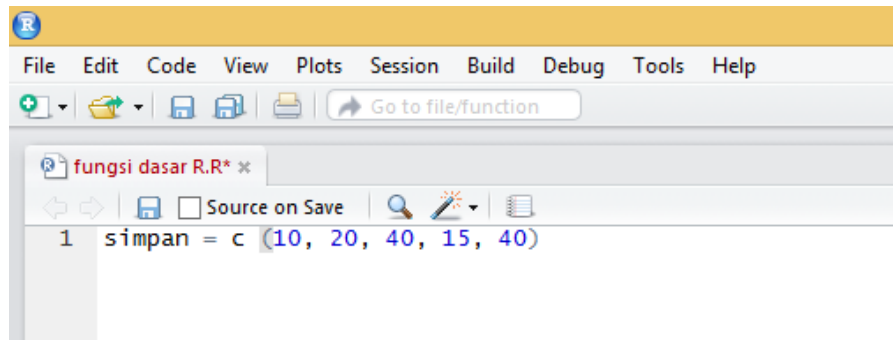 R
File Edit Code View Plots Session Build Debug Tools Help
Go to file/function
fungsi dasar R.R*
Source on Save
1 simpan = c (10, 20, 40, 15, 40)